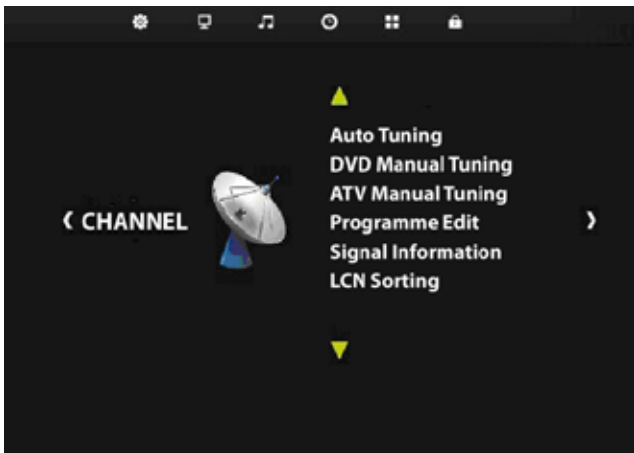 Auto Tuning
DVD Manual Tuning
ATV Manual Tuning
CHANNEL
Programme Edit
Signal Information
LCN Sorting